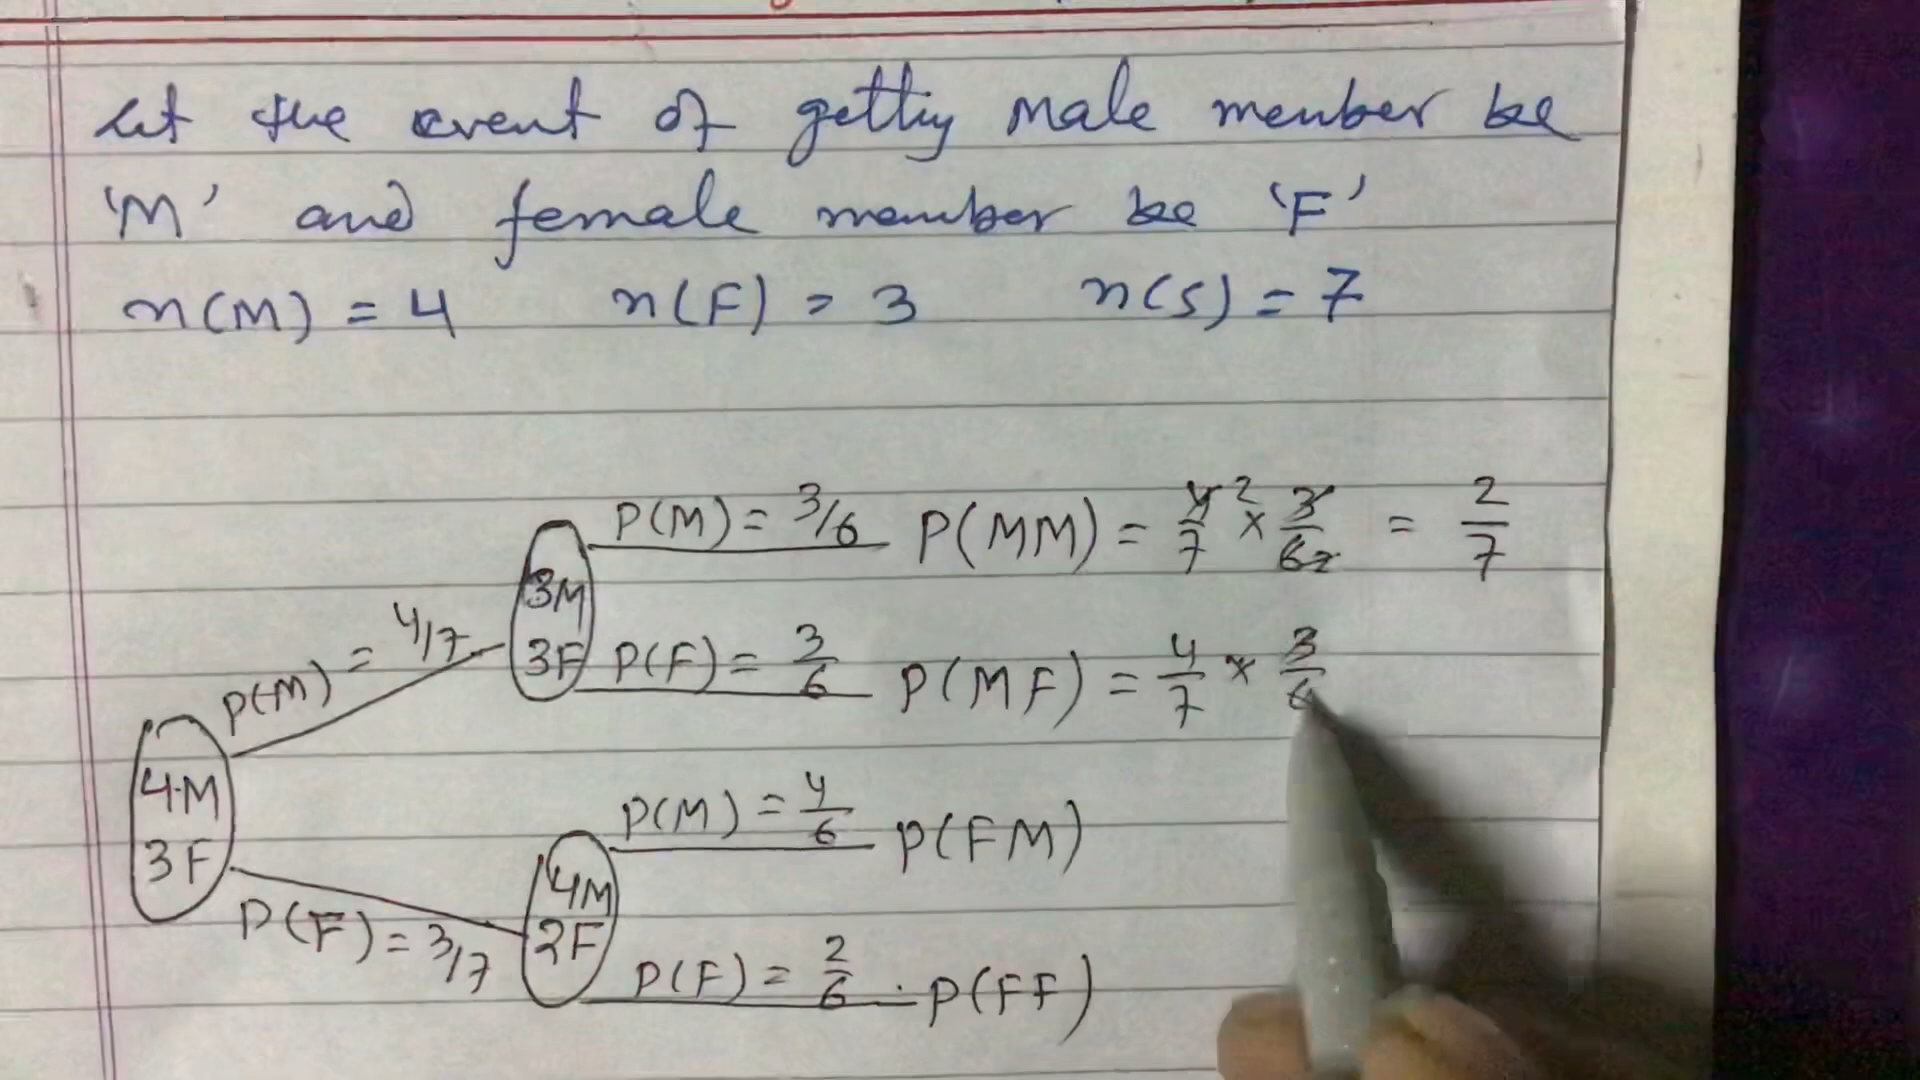 Let the event of getting Male member be
'M' and female member be 'F'
n(M) = 4 n(F) = 3 n(S) = 7
P(M) = 3/6 P(MM) = 4/7 2 × 3/6 2 = 2/7
3M
P(M) = 4/7 3F P(F) = 3/6 P(MF) = 4/7 × 3/6
4M P(M) = 4/6 P(FM)
3F 4M
P(F) = 3/7 2F P(F) = 2/6 P(FF)